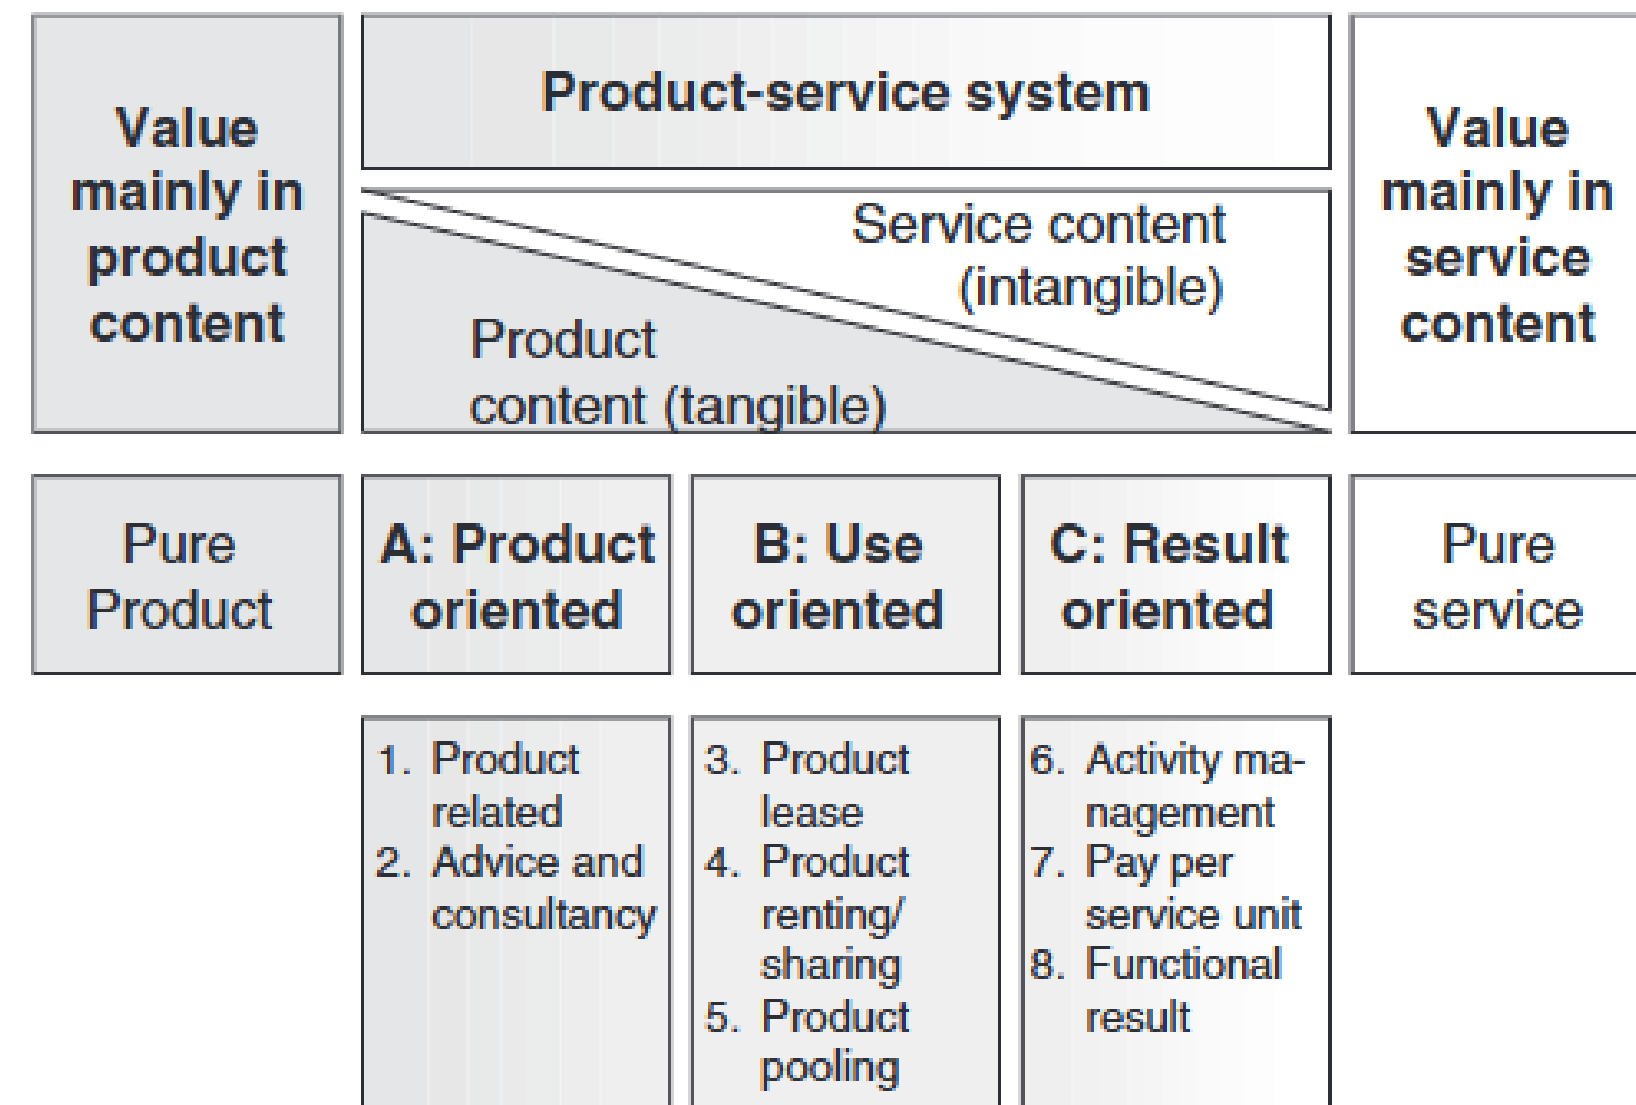 Value
mainly in
product
content
Product-service system
Service content
(intangible)
Product
content (tangible)
Value
mainly in
service
content
Pure
Product
A: Product
oriented
B: Use
oriented
C: Result
oriented
Pure
service
1. Product
related
2. Advice and
consultancy
3. Product
lease
4. Product
renting/
sharing
5. Product
pooling
6. Activity ma-
nagement
7. Pay per
service unit
8. Functional
result